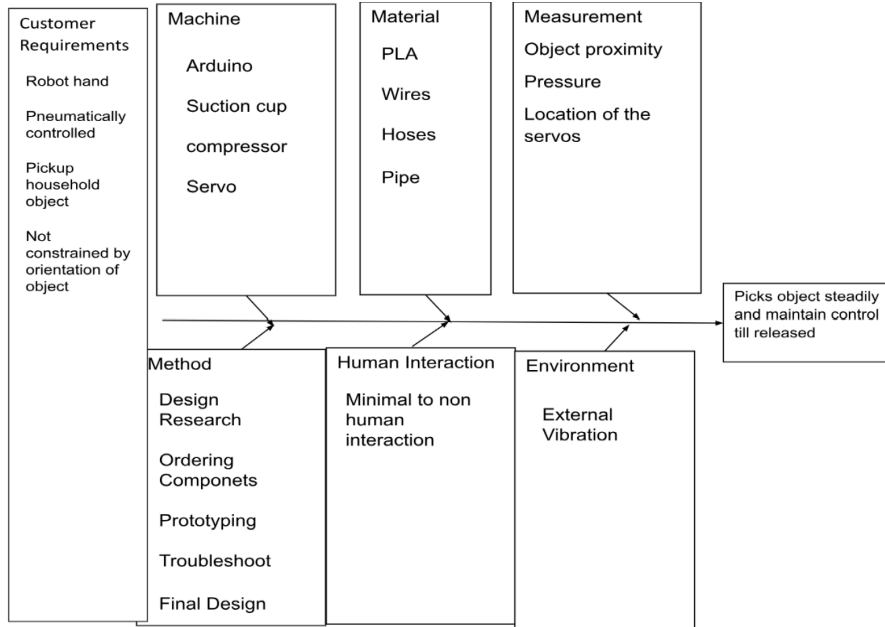 Customer
Requirements
Robot hand
Pneumatically
controlled
Pickup
household
object
Not
constrained by
orientation of
object
Machine
Arduino
Suction cup
compressor
Servo
Material
PLA
Wires
Hoses
Pipe
Measurement
Object proximity
Pressure
Location of the
servos
Picks object steadily
and maintain control
till released
Method
Design
Research
Ordering
Componets
Prototyping
Troubleshoot
Final Design
Human Interaction
Minimal to non
human
interaction
Environment
External
Vibration